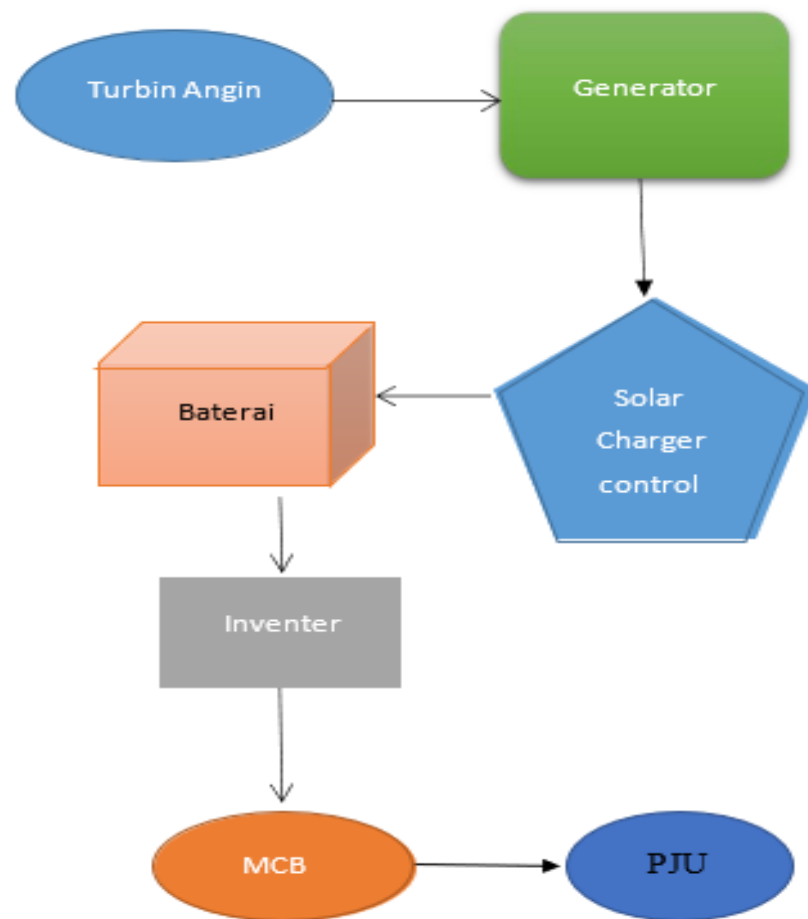 Turbin Angin
Generator
Solar
Charger
control
Baterai
Inventer
MCB
PJU